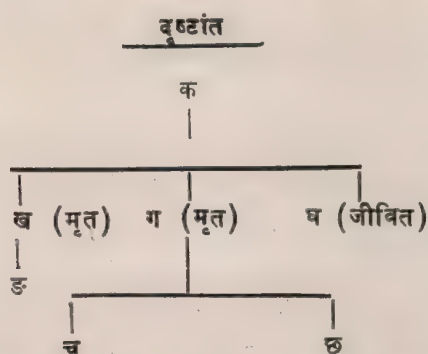 दृष्टांत
क
ख (मृत) ग (मृत) घ (जीवित)
ङ
च छ